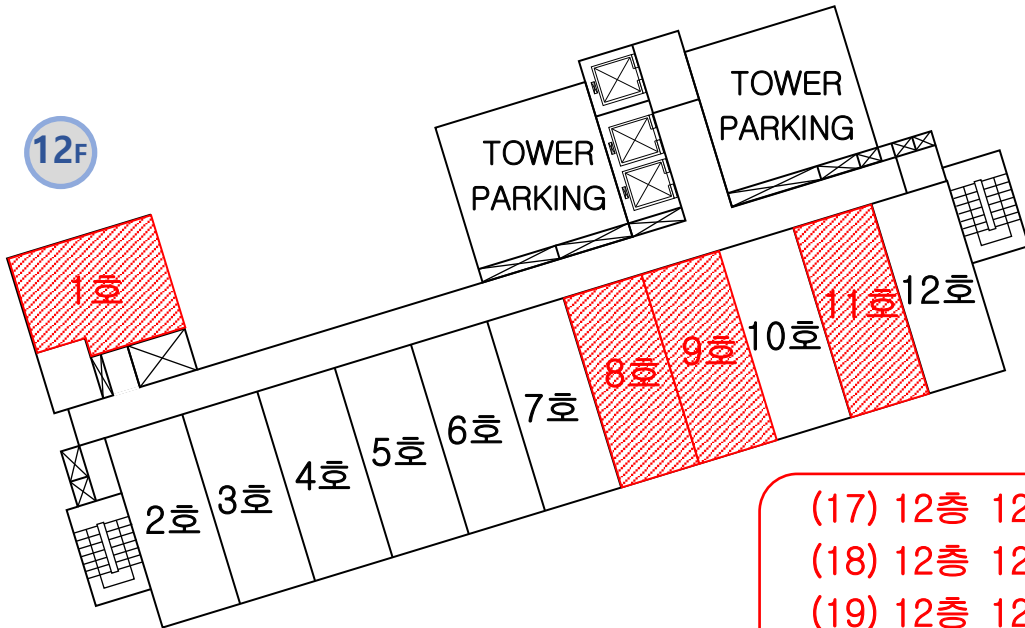 12F
TOWER
PARKING
TOWER
PARKING
1호
2호
3호
4호
5호
6호
7호
8호
9호
10호
11호
12호
(17) 12층 12
(18) 12층 12
(19) 12층 12